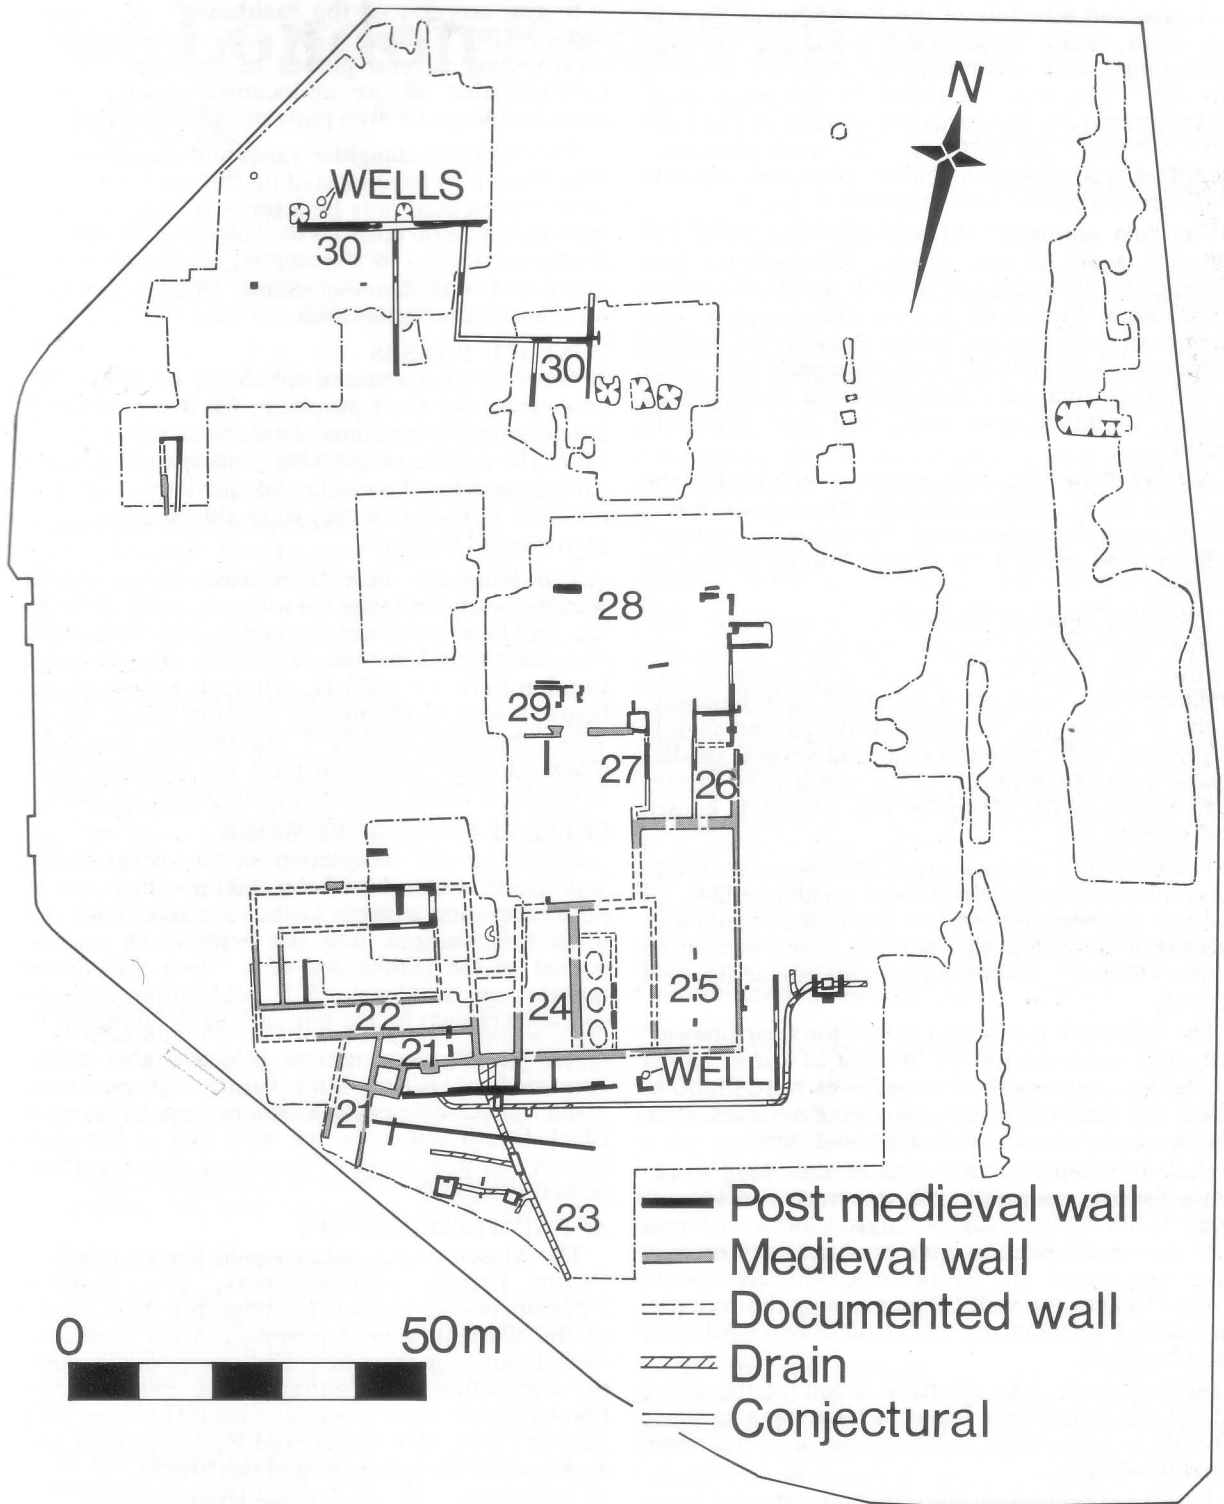 N
WELLS
30
30
28
29
27
26
25
24
22
21
WELL
21
23
Post medieval wall
Medieval wall
Documented wall
Drain
Conjectural
0 50m